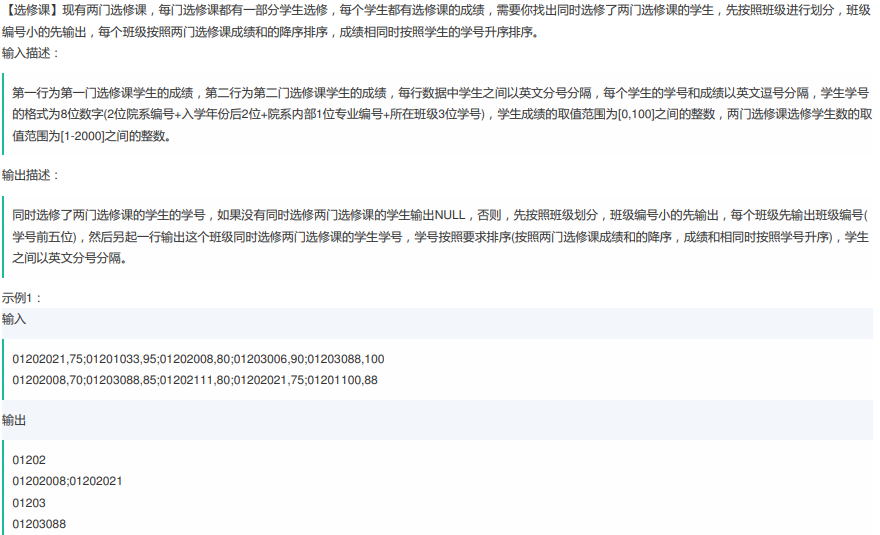 【选修课】现有两门选修课，每门选修课都有一部分学生选修，每个学生都有选修课的成绩，需要你找出同时选修了两门选修课的学生，先按照班级进行划分，班级
编号小的先输出，每个班级按照两门选修课成绩和的降序排序，成绩相同时按照学生的学号升序排序。
输入描述：
第一行为第一门选修课学生的成绩，第二行为第二门选修课学生的成绩，每行数据中学生之间以英文分号分隔，每个学生的学号和成绩以英文逗号分隔，学生学号
的格式为8位数字(2位院系编号+入学年份后2位+院系内部1位专业编号+所在班级3位学号)，学生成绩的取值范围为[0,100]之间的整数，两门选修课选修学生数的取
值范围为[1-2000]之间的整数。
输出描述：
同时选修了两门选修课的学生的学号，如果没有同时选修两门选修课的学生输出NULL，否则，先按照班级划分，班级编号小的先输出，每个班级先输出班级编号(
学号前五位)，然后另起一行输出这个班级同时选修两门选修课的学生学号，学号按照要求排序(按照两门选修课成绩和的降序，成绩和相同时按照学号升序)，学生
之间以英文分号分隔。
示例1：
输入
01202021,75;01201033,95;01202008,80;01203006,90;01203088,100
01202008,70;01203088,85;01202111,80;01202021,75;01201100,88
输出
01202
01202008;01202021
01203
01203088